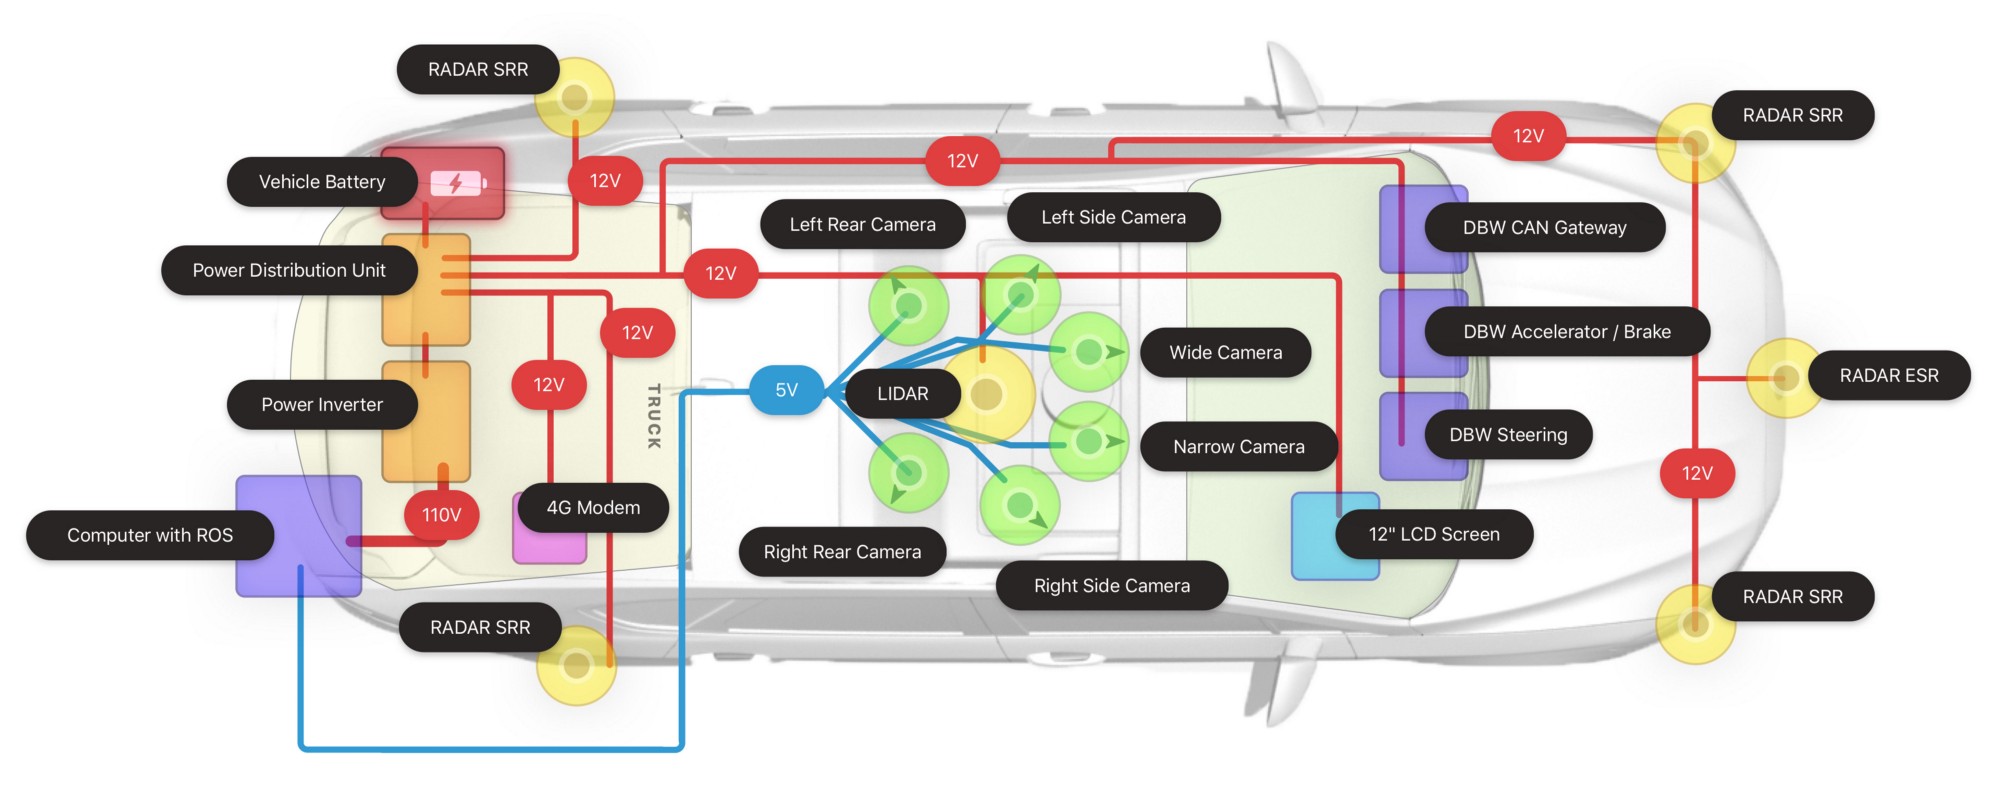 RADAR SRR
RADAR SRR
12V
12V
Vehicle Battery
12V
Left Rear Camera
Left Side Camera
DBW CAN Gateway
Power Distribution Unit
12V
12V
DBW Accelerator / Brake
Wide Camera
RADAR ESR
12V
5V
LIDAR
Power Inverter
TRUCK
DBW Steering
Narrow Camera
12V
110V
4G Modem
Computer with ROS
12" LCD Screen
Right Rear Camera
Right Side Camera
RADAR SRR
RADAR SRR